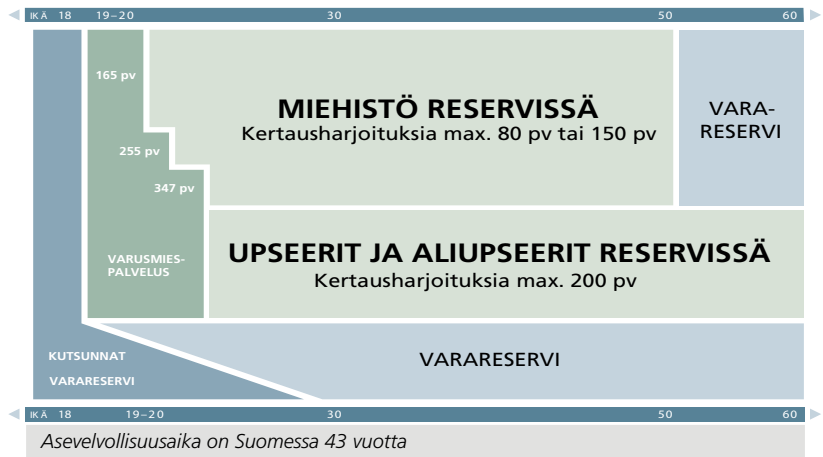 IKÄ 18 19–20 30 50 60
165 pv
255 pv
347 pv
MIEHISTÖ RESERVISSÄ
Kertausharjoituksia max. 80 pv tai 150 pv
VARA-
RESERVI
VARUSMIES-
PALVELUS
UPSEERIT JA ALIUPSEERIT RESERVISSÄ
Kertausharjoituksia max. 200 pv
KUTSUNNAT
VARARESERVI
VARARESERVI
IKÄ 18 19–20 30 50 60
Asevelvollisuusaika on Suomessa 43 vuotta